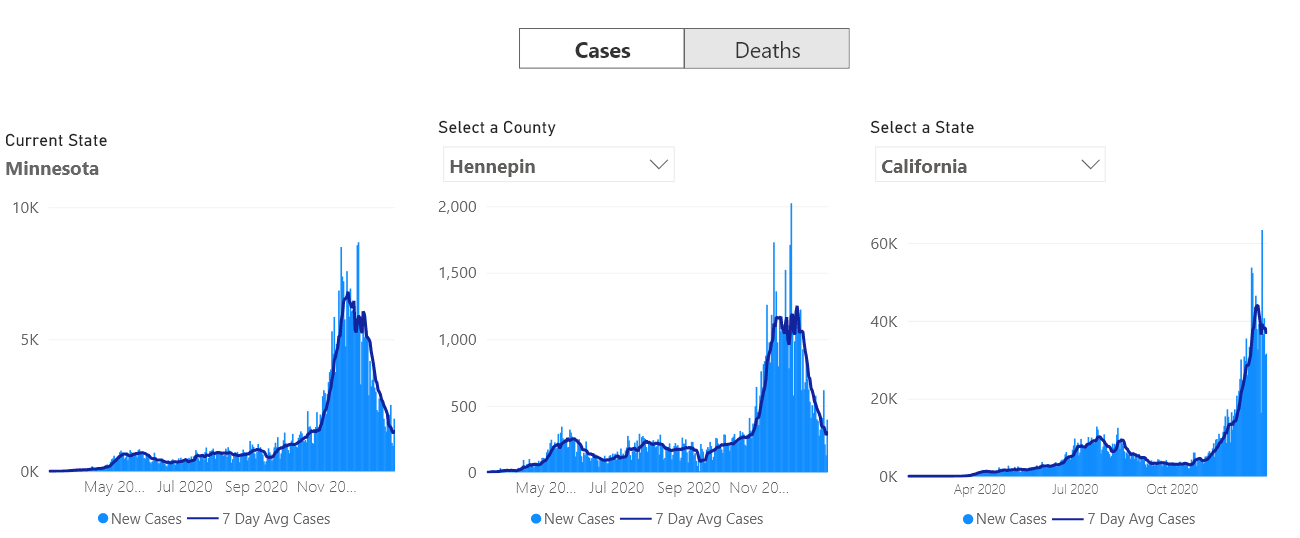 Cases Deaths
Current State
Minnesota
10K
5K
0K
May 20... Jul 2020 Sep 2020 Nov 20...
New Cases 7 Day Avg Cases
Select a County
Hennepin
2,000
1,500
1,000
500
0
May 20... Jul 2020 Sep 2020 Nov 20...
New Cases 7 Day Avg Cases
Select a State
California
60K
40K
20K
0K
Apr 2020 Jul 2020 Oct 2020
New Cases 7 Day Avg Cases